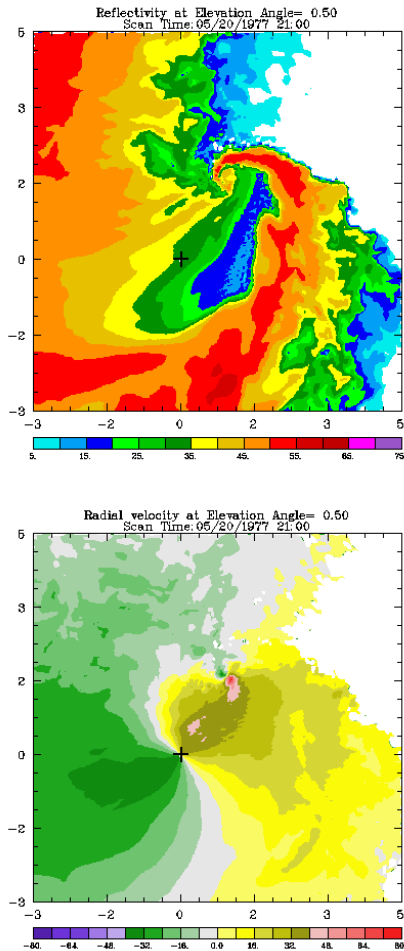 Reflectivity at Elevation Angle= 0.50
Scan Time:05/20/1977 21:00
5
3
2
0
-2
-3
-3 -2 0 2 3 5
5. 15. 25. 35. 45. 55. 65. 75
Radial velocity at Elevation Angle= 0.50
Scan Time:05/20/1977 21:00
5
3
2
0
-2
-3
-3 -2 0 2 3 5
-80. -64. -48. -32. -16. 0.0 16. 32. 48. 64. 80.